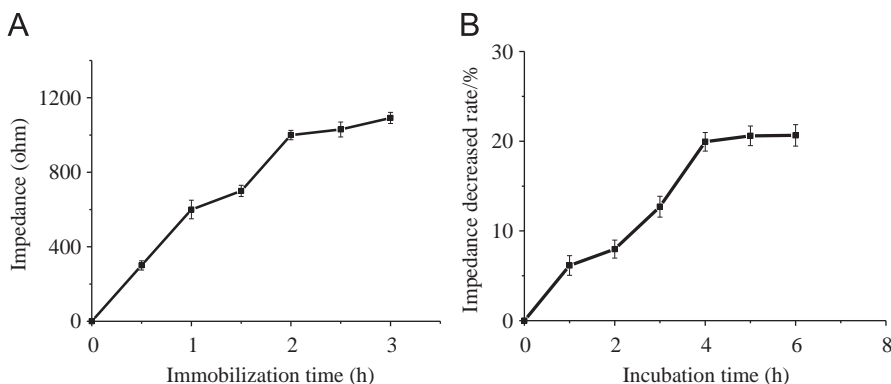 A
Impedance (ohm)
1200
800
400
0
0 1 2 3
Immobilization time (h)
B
Impedance decreased rate/%
30
20
10
0
0 2 4 6 8
Incubation time (h)